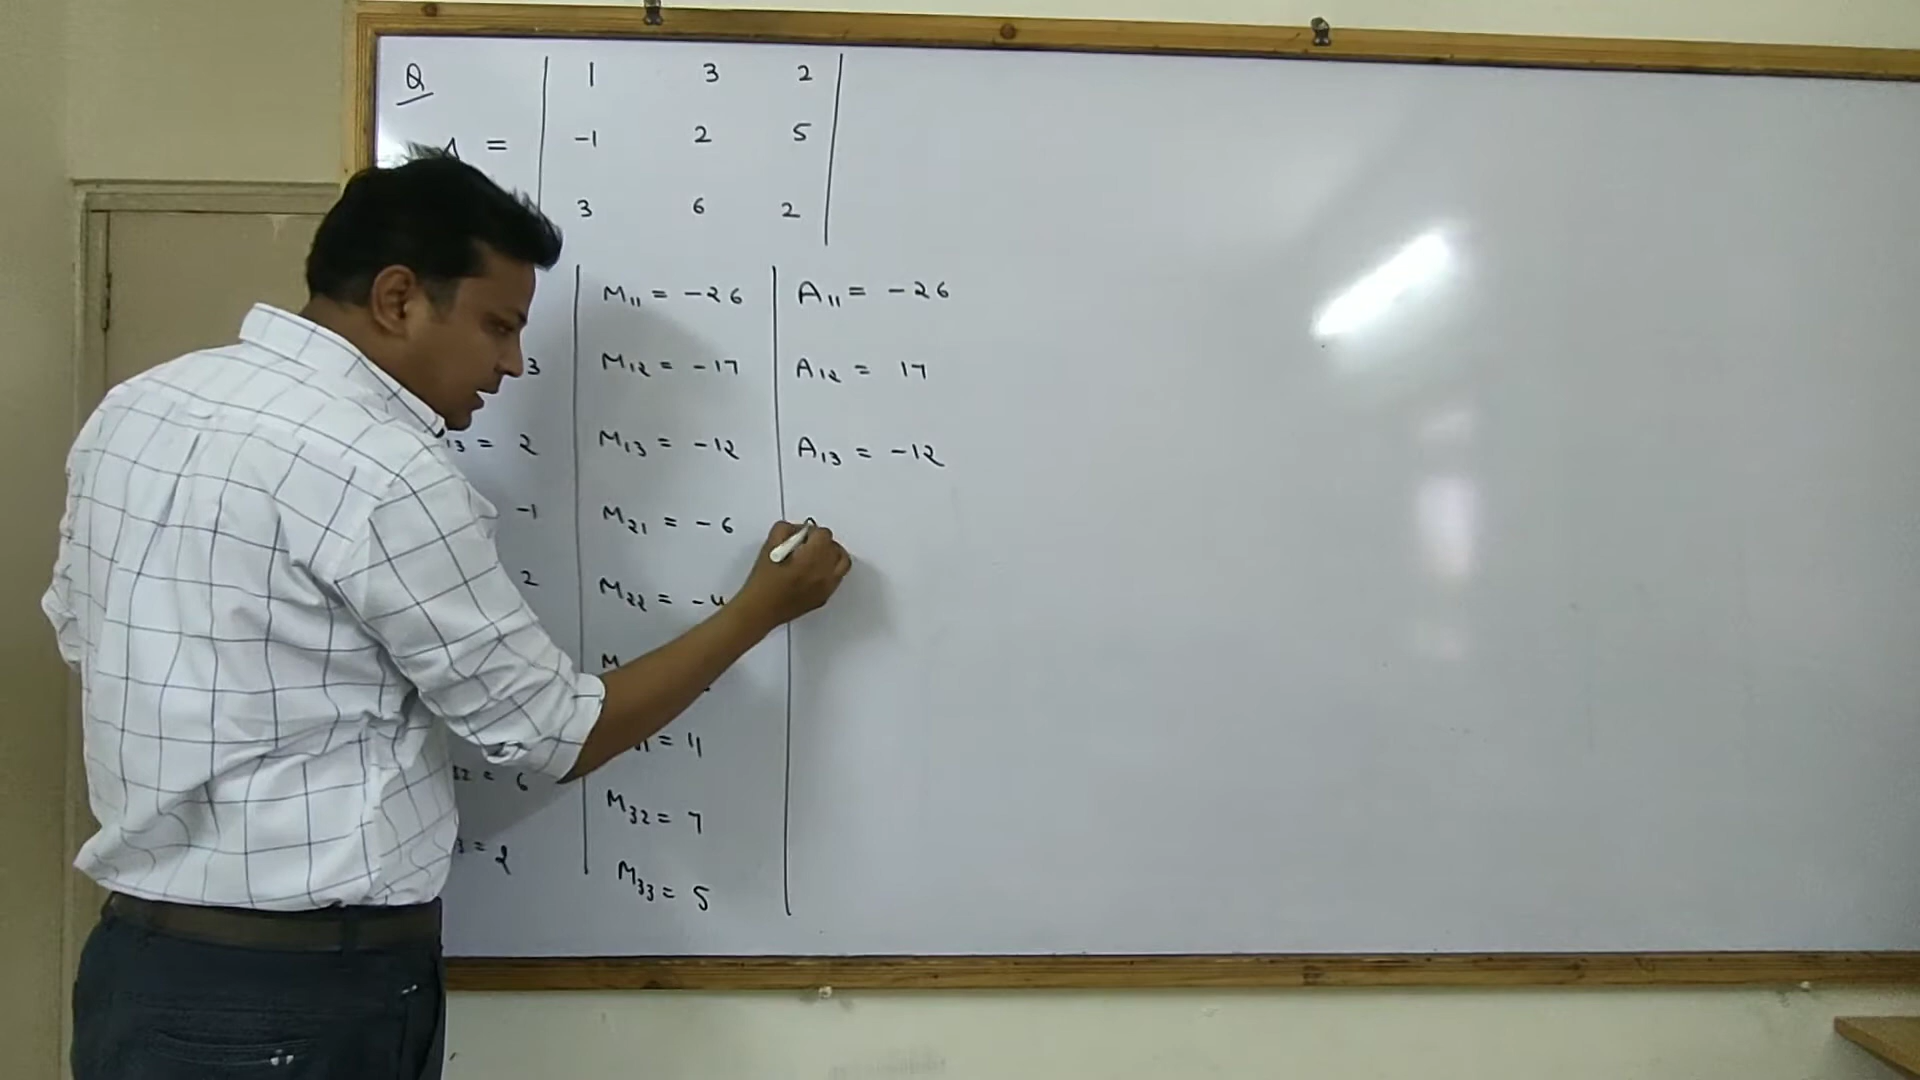 Q
1 3 2
Δ = -1 2 5
3 6 2
M11 = -26 A11 = -26
3 M12 = -17 A12 = 17
13 = 2 M13 = -12 A13 = -12
-1 M21 = -6 A
2 M22 = -4
M
= 11
32 = 6 M32 = 7
3 = 2 M33 = 5